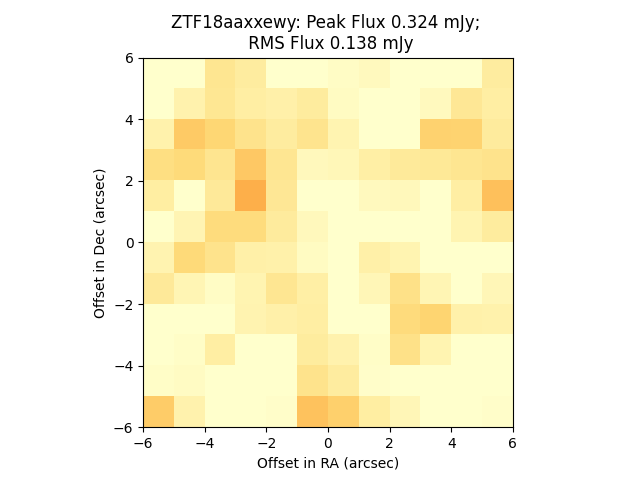 ZTF18aaxxewy: Peak Flux 0.324 mJy;
RMS Flux 0.138 mJy
6
4
2
0
−2
−4
−6
Offset in Dec (arcsec)
−6 −4 −2 0 2 4 6
Offset in RA (arcsec)